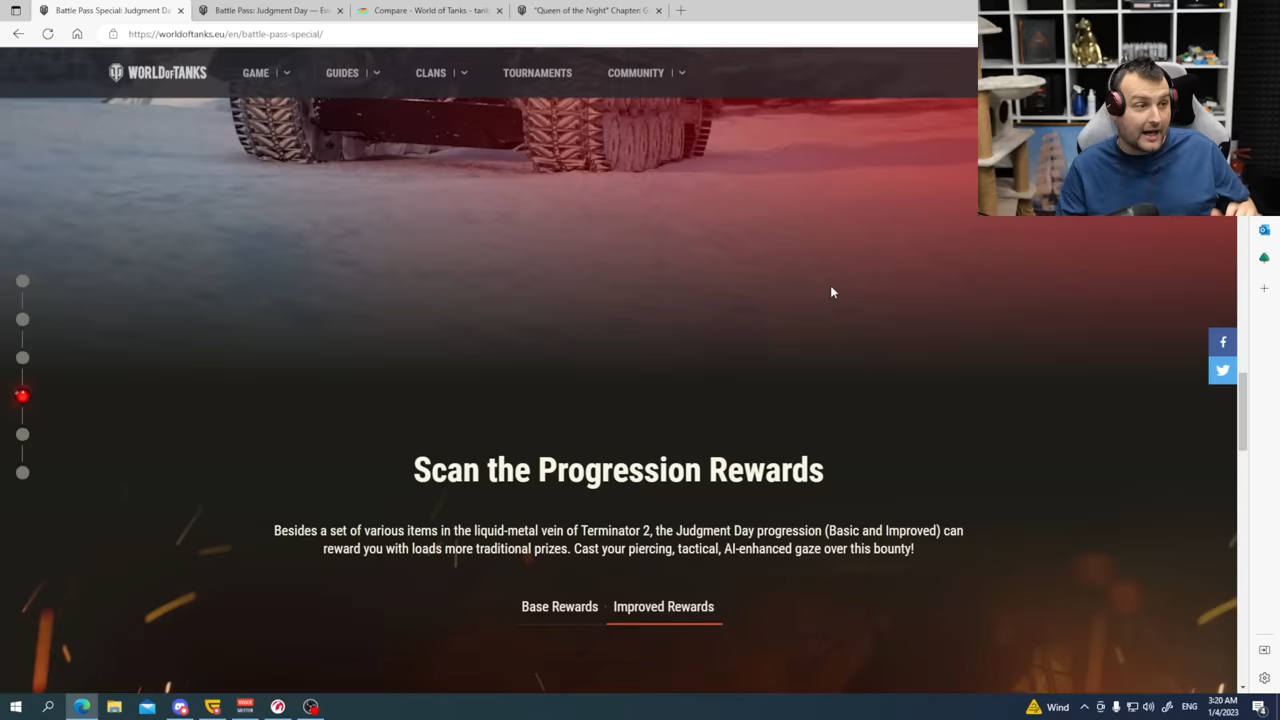 Battle Pass Special: Judgment Da
Battle Pass: Judgment Day — Eve
Compare - World of Tanks - tank
"Queen of the Night" Chapter: G
https://worldoftanks.eu/en/battle-pass-special/
WORLD OF TANKS
GAME
GUIDES
CLANS
TOURNAMENTS
COMMUNITY
Scan the Progression Rewards
Besides a set of various items in the liquid-metal vein of Terminator 2, the Judgment Day progression (Basic and Improved) can
reward you with loads more traditional prizes. Cast your piercing, tactical, AI-enhanced gaze over this bounty!
Base Rewards
Improved Rewards
Wind
ENG
3:20 AM
1/4/2023